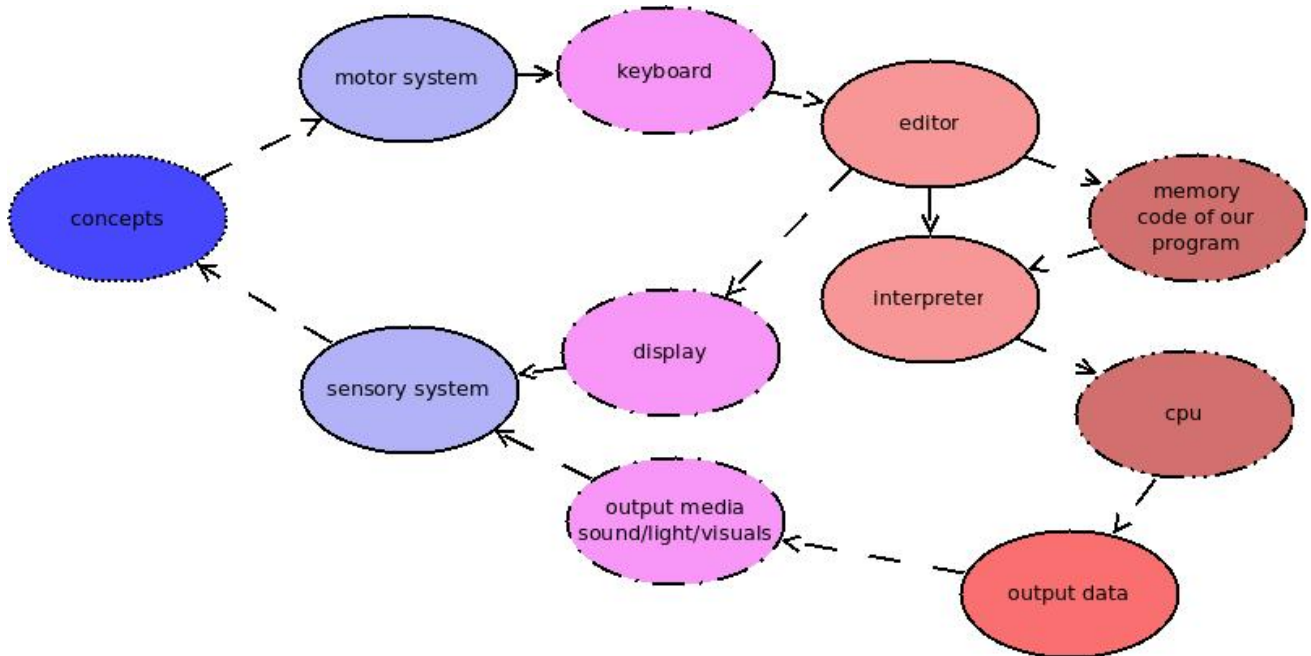 motor system
keyboard
editor
concepts
memory
code of our
program
interpreter
display
sensory system
cpu
output media
sound/light/visuals
output data